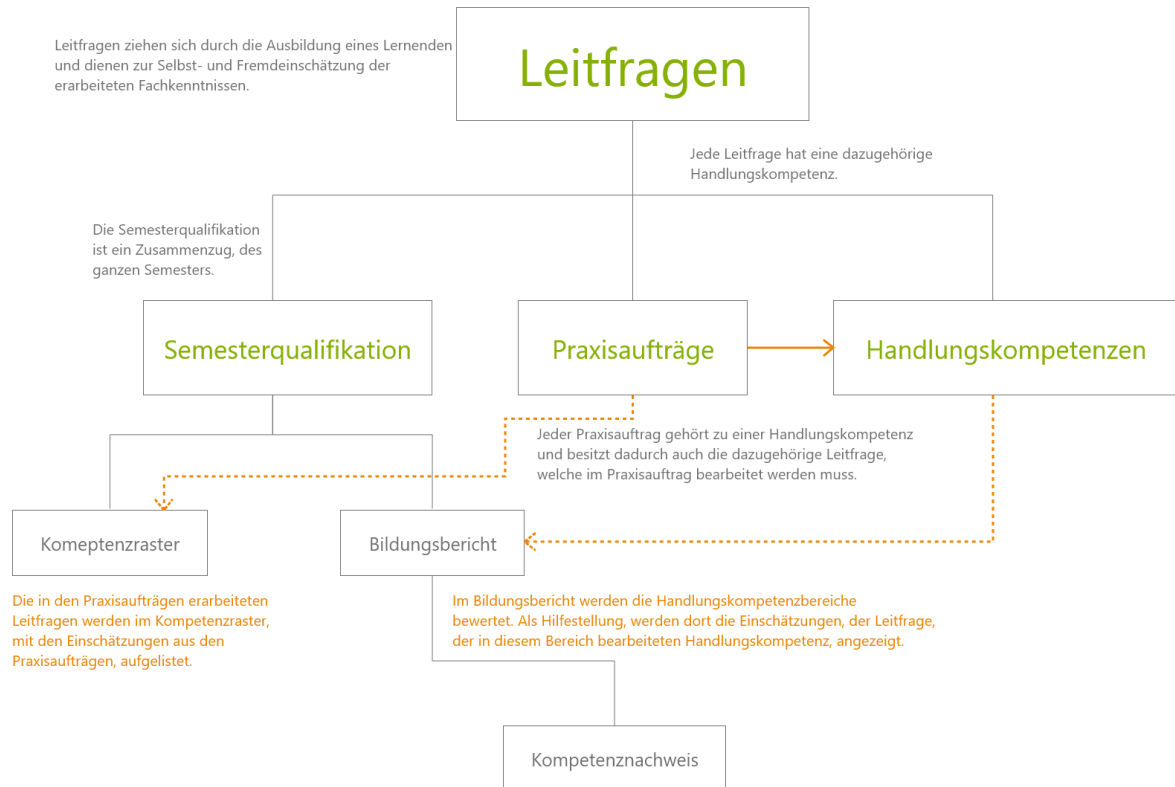 Leitfragen ziehen sich durch die Ausbildung eines Lernenden
und dienen zur Selbst- und Fremdeinschätzung der
erarbeiteten Fachkenntnissen.
Leitfragen
Jede Leitfrage hat eine dazugehörige
Handlungskompetenz.
Die Semesterqualifikation
ist ein Zusammenzug, des
ganzen Semesters.
Semesterqualifikation
Praxisaufträge
Handlungskompetenzen
Jeder Praxisauftrag gehört zu einer Handlungskompetenz
und besitzt dadurch auch die dazugehörige Leitfrage,
welche im Praxisauftrag bearbeitet werden muss.
Komeptenzraster
Bildungsbericht
Die in den Praxisaufträgen erarbeiteten
Leitfragen werden im Kompetenzraster,
mit den Einschätzungen aus den
Praxisaufträgen, aufgelistet.
Im Bildungsbericht werden die Handlungskompetenzbereiche
bewertet. Als Hilfestellung, werden dort die Einschätzungen, der Leitfrage,
der in diesem Bereich bearbeiteten Handlungskompetenz, angezeigt.
Kompetenznachweis